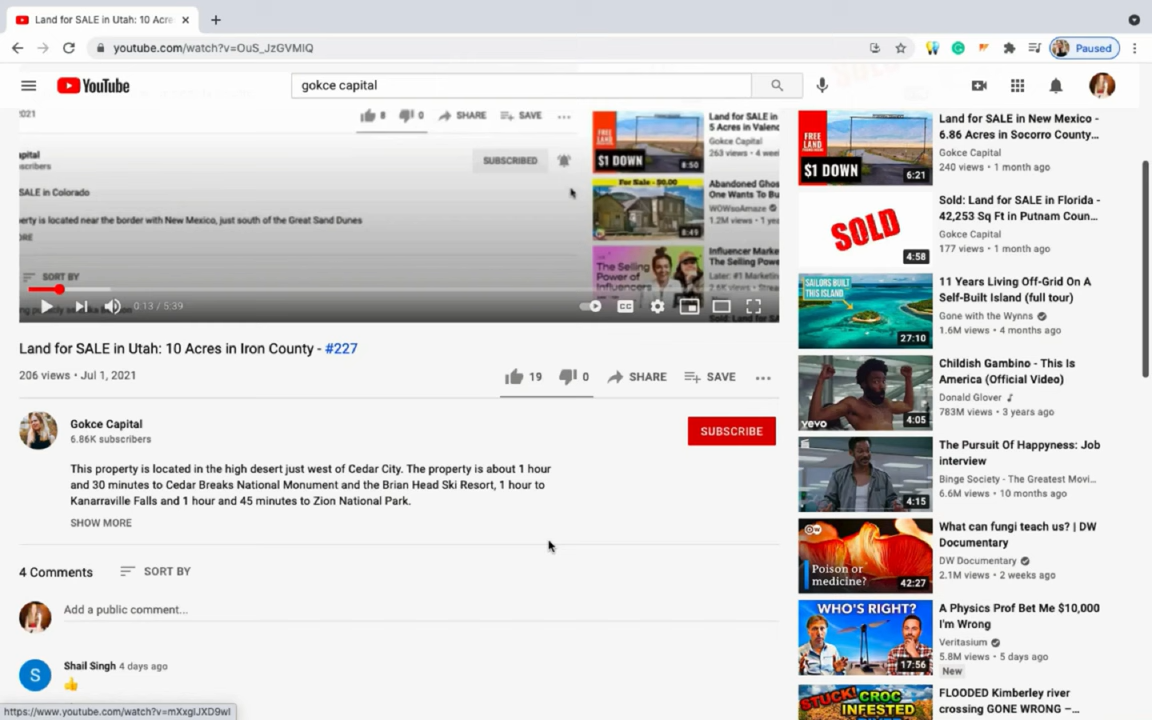 Land for SALE in Utah: 10 Acre
youtube.com/watch?v=OuS_JzGVMIQ
Paused
YouTube
gokce capital
2021
8
0
SHARE
SAVE
pital
scribers
SUBSCRIBED
SALE in Colorado
erty is located near the border with New Mexico, just south of the Great Sand Dunes
ORE
SORT BY
$1 DOWN
8:50
Land for SALE in
5 Acres in Valenc
Gokce Capital
263 views • 4 wee
For Sale - $0.00
8:49
Abandoned Ghos
One Wants To Bu
WOWsoAmaze
1.2M views • 1 ye
The Selling
Power of
Influencers
Influencer Marke
The Selling Powe
Later: #1 Marketin
0:13 / 5:39
CC
Land for SALE in Utah: 10 Acres in Iron County - #227
206 views • Jul 1, 2021
19
0
SHARE
SAVE
Gokce Capital
6.86K subscribers
SUBSCRIBE
This property is located in the high desert just west of Cedar City. The property is about 1 hour
and 30 minutes to Cedar Breaks National Monument and the Brian Head Ski Resort, 1 hour to
Kanarraville Falls and 1 hour and 45 minutes to Zion National Park.
SHOW MORE
4 Comments
SORT BY
Add a public comment...
S
Shail Singh 4 days ago
https://www.youtube.com/watch?v=mXxglJXD9wI
FREE
LAND
$1 DOWN
6:21
Land for SALE in New Mexico -
6.86 Acres in Socorro County...
Gokce Capital
240 views • 1 month ago
SOLD
4:58
Sold: Land for SALE in Florida -
42,253 Sq Ft in Putnam Coun...
Gokce Capital
177 views • 1 month ago
SAILORS BUILT
THIS ISLAND
27:10
11 Years Living Off-Grid On A
Self-Built Island (full tour)
Gone with the Wynns
1.6M views • 4 months ago
vevo
4:05
Childish Gambino - This Is
America (Official Video)
Donald Glover
783M views • 3 years ago
4:15
The Pursuit Of Happyness: Job
interview
Binge Society - The Greatest Movi...
6.6M views • 10 months ago
Poison or
medicine?
42:27
What can fungi teach us? | DW
Documentary
DW Documentary
2.1M views • 2 weeks ago
WHO'S RIGHT?
17:56
A Physics Prof Bet Me $10,000
I'm Wrong
Veritasium
5.8M views • 5 days ago
New
STUCK! CROC
INFESTED
FLOODED Kimberley river
crossing GONE WRONG –...